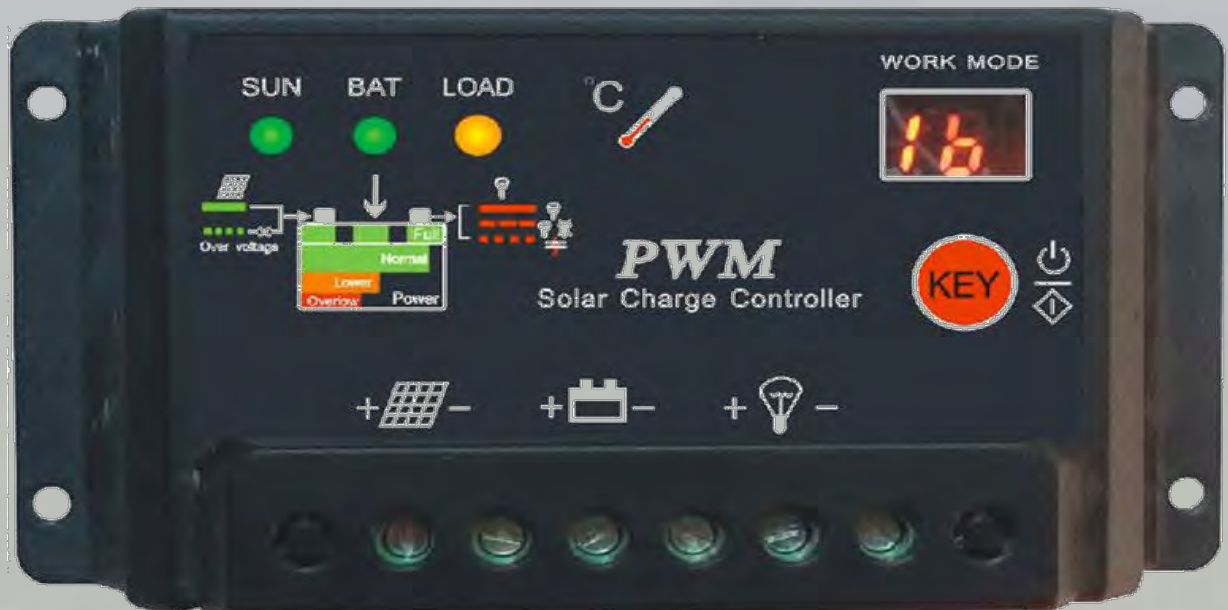 WORK MODE
SUN BAT LOAD
°C
16
Over voltage
Full
Normal
Lower
Overlow Power
PWM
Solar Charge Controller
KEY
+ -
+ -
+ -